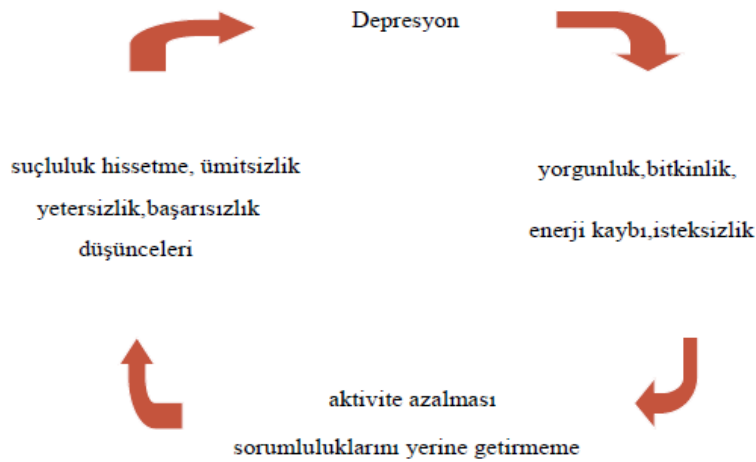 Depresyon
yorgunluk,bitkinlik,
enerji kaybı,isteksizlik
aktivite azalması
sorumluluklarını yerine getirmeme
suçluluk hissetme, ümitsizlik
yetersizlik,başarısızlık
düşünceleri